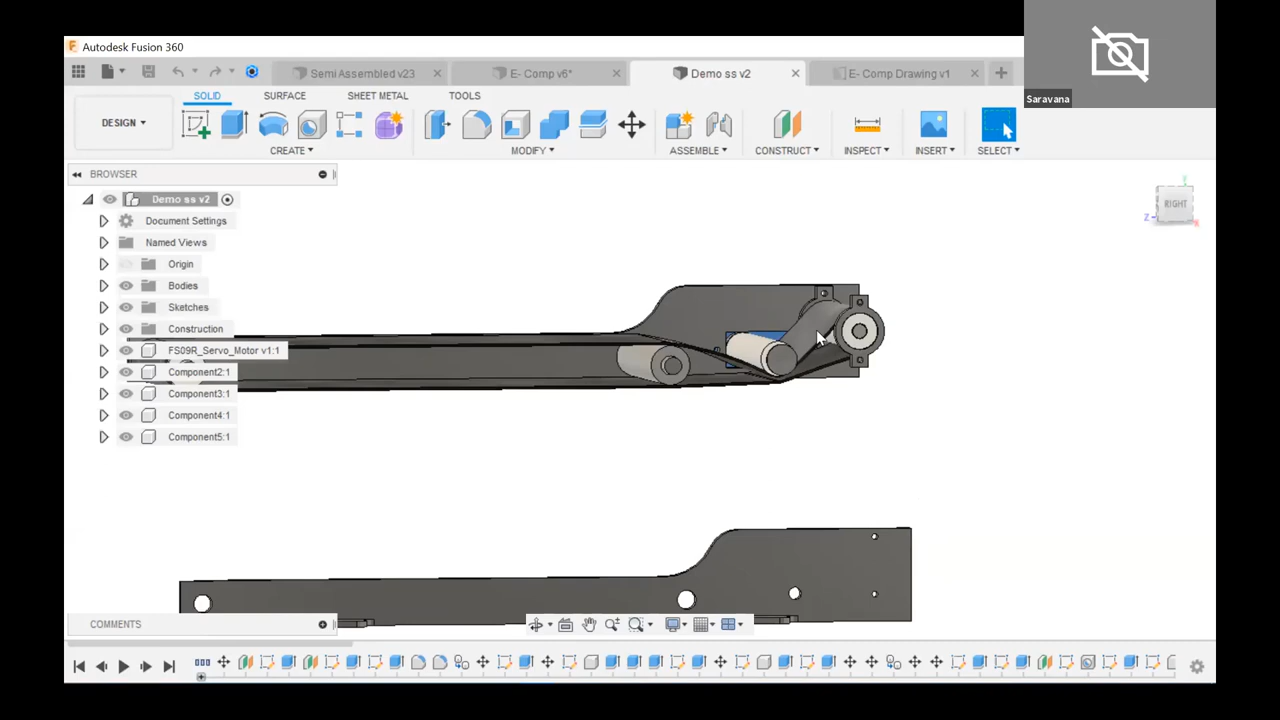 Autodesk Fusion 360
Semi Assembled v23
E- Comp v6*
Demo ss v2
E- Comp Drawing v1
Saravana
SOLID
SURFACE
SHEET METAL
TOOLS
DESIGN
CREATE
MODIFY
ASSEMBLE
CONSTRUCT
INSPECT
INSERT
SELECT
BROWSER
Demo ss v2
RIGHT
Z
Document Settings
Named Views
Origin
Bodies
Sketches
Construction
FS09R_Servo_Motor v1:1
Component2:1
Component3:1
Component4:1
Component5:1
COMMENTS